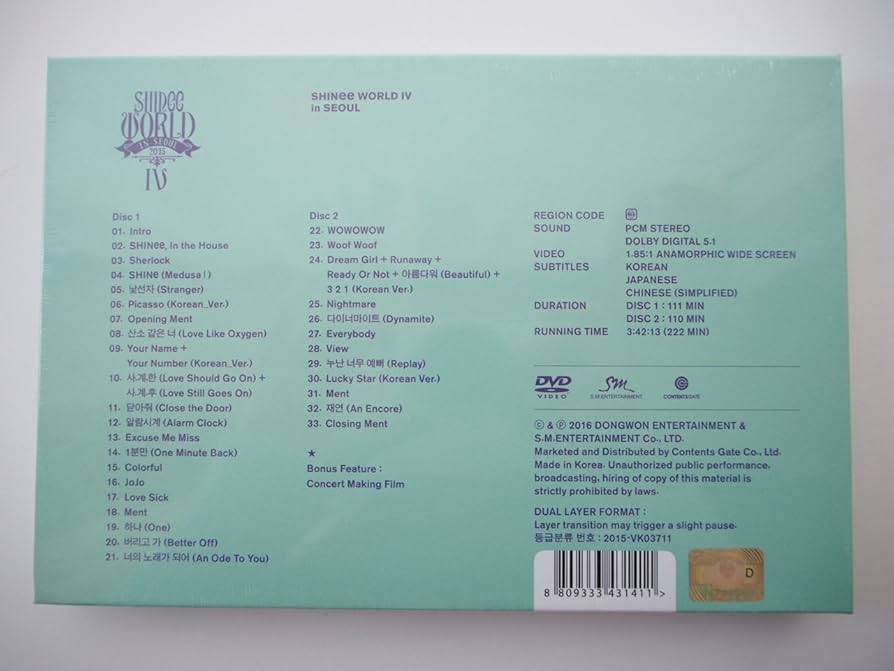 SHINee
WORLD
IN SEOUL
2015
IV
SHINee WORLD IV
in SEOUL
Disc 1
01. Intro
02. SHINee, In the House
03. Sherlock
04. SHINe (Medusa I)
05. 낯선자 (Stranger)
06. Picasso (Korean_Ver.)
07. Opening Ment
08. 산소 같은 너 (Love Like Oxygen)
09. Your Name +
Your Number (Korean_Ver.)
10. 사.계.한 (Love Should Go On) +
사.계.후 (Love Still Goes On)
11. 닫아줘 (Close the Door)
12. 알람시계 (Alarm Clock)
13. Excuse Me Miss
14. 1분만 (One Minute Back)
15. Colorful
16. JoJo
17. Love Sick
18. Ment
19. 하나 (One)
20. 버리고 가 (Better Off)
21. 너의 노래가 되어 (An Ode To You)
Disc 2
22. WOWOWOW
23. Woof Woof
24. Dream Girl + Runaway +
Ready Or Not + 아름다워 (Beautiful) +
3 2 1 (Korean Ver.)
25. Nightmare
26. 다이너마이트 (Dynamite)
27. Everybody
28. View
29. 누난 너무 예뻐 (Replay)
30. Lucky Star (Korean Ver.)
31. Ment
32. 재연 (An Encore)
33. Closing Ment
★
Bonus Feature :
Concert Making Film
REGION CODE
SOUND PCM STEREO
DOLBY DIGITAL 5.1
VIDEO 1.85:1 ANAMORPHIC WIDE SCREEN
SUBTITLES KOREAN
JAPANESE
CHINESE (SIMPLIFIED)
DURATION DISC 1 : 111 MIN
DISC 2 : 110 MIN
RUNNING TIME 3:42:13 (222 MIN)
DVD VIDEO
SM S.M. ENTERTAINMENT
CONTENTS GATE
© & ℗ 2016 DONGWON ENTERTAINMENT &
S.M.ENTERTAINMENT Co., LTD.
Marketed and Distributed by Contents Gate Co., Ltd.
Made in Korea. Unauthorized public performance,
broadcasting, hiring of copy of this material is
strictly prohibited by laws.
DUAL LAYER FORMAT :
Layer transition may trigger a slight pause.
등급분류 번호 : 2015-VK03711
8 809333 431411 >
D